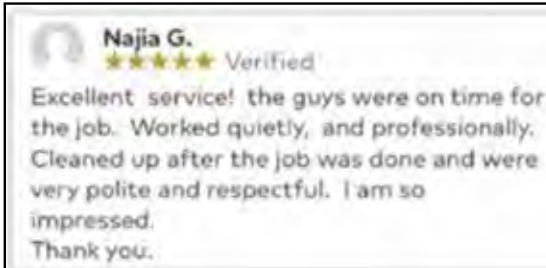 Najia G.
Verified
Excellent service! the guys were on time for
the job. Worked quietly, and professionally.
Cleaned up after the job was done and were
very polite and respectful. I am so
impressed.
Thank you.